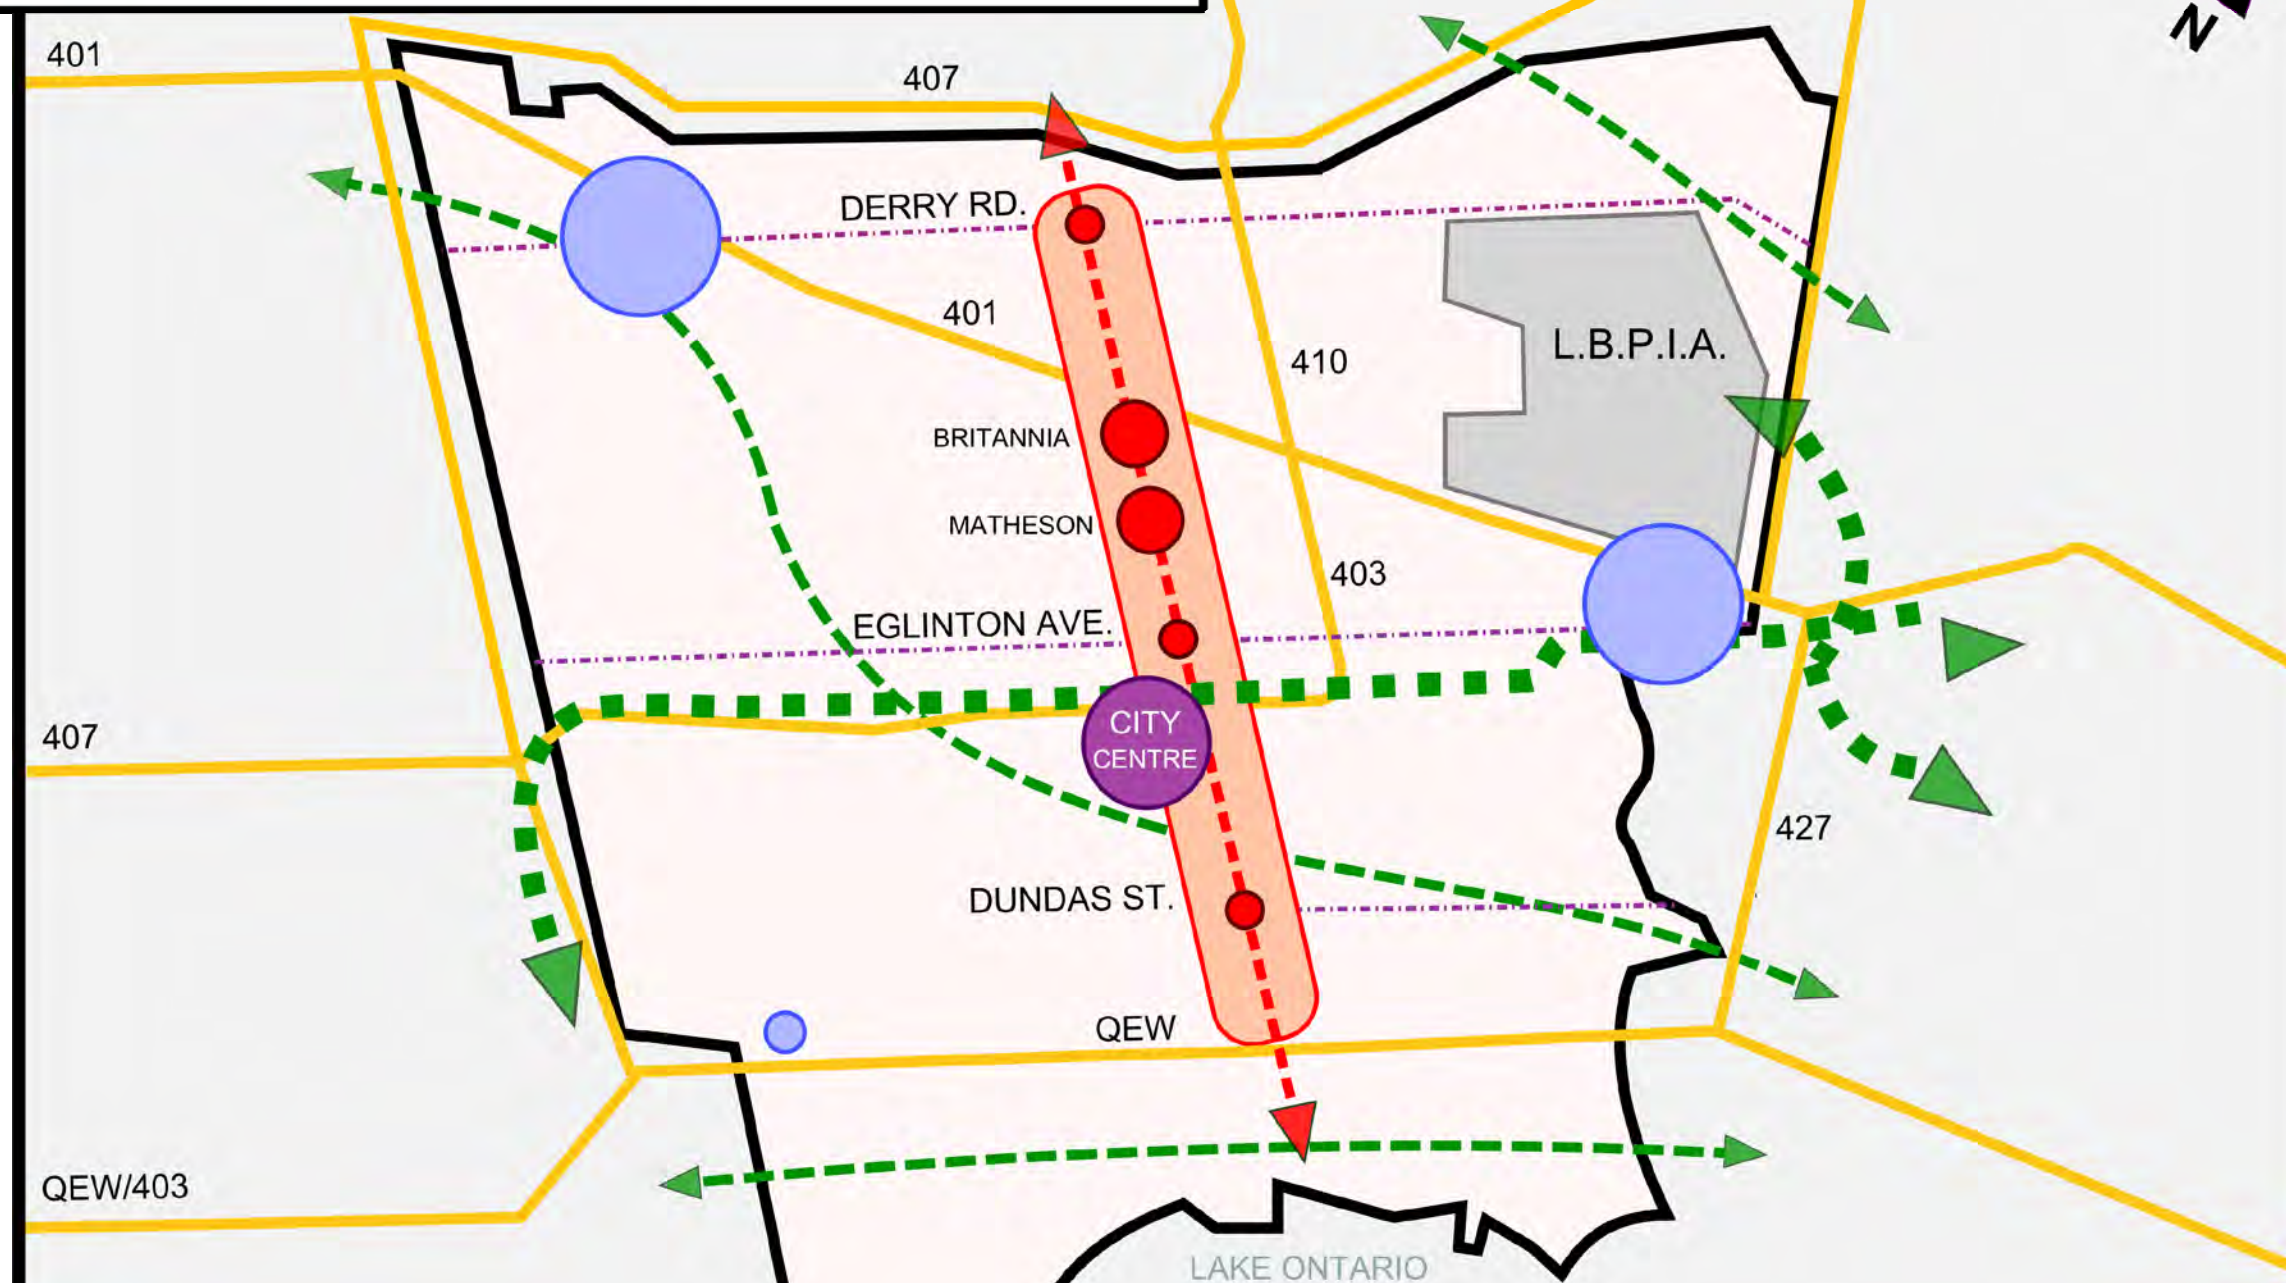 N
401
407
DERRY RD.
401
L.B.P.I.A.
410
BRITANNIA
MATHESON
403
EGLINTON AVE.
CITY
CENTRE
407
427
DUNDAS ST.
QEW
QEW/403
LAKE ONTARIO